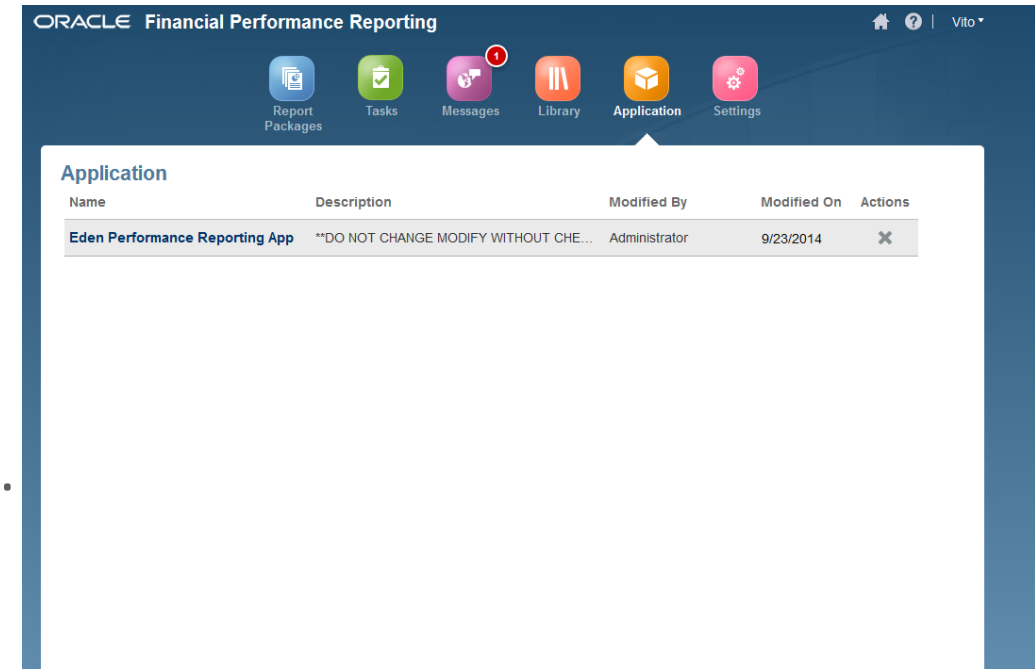 ORACLE Financial Performance Reporting
Vito
1
Report
Packages
Tasks
Messages
Library
Application
Settings
Application
Name Description Modified By Modified On Actions
Eden Performance Reporting App **DO NOT CHANGE MODIFY WITHOUT CHE... Administrator 9/23/2014